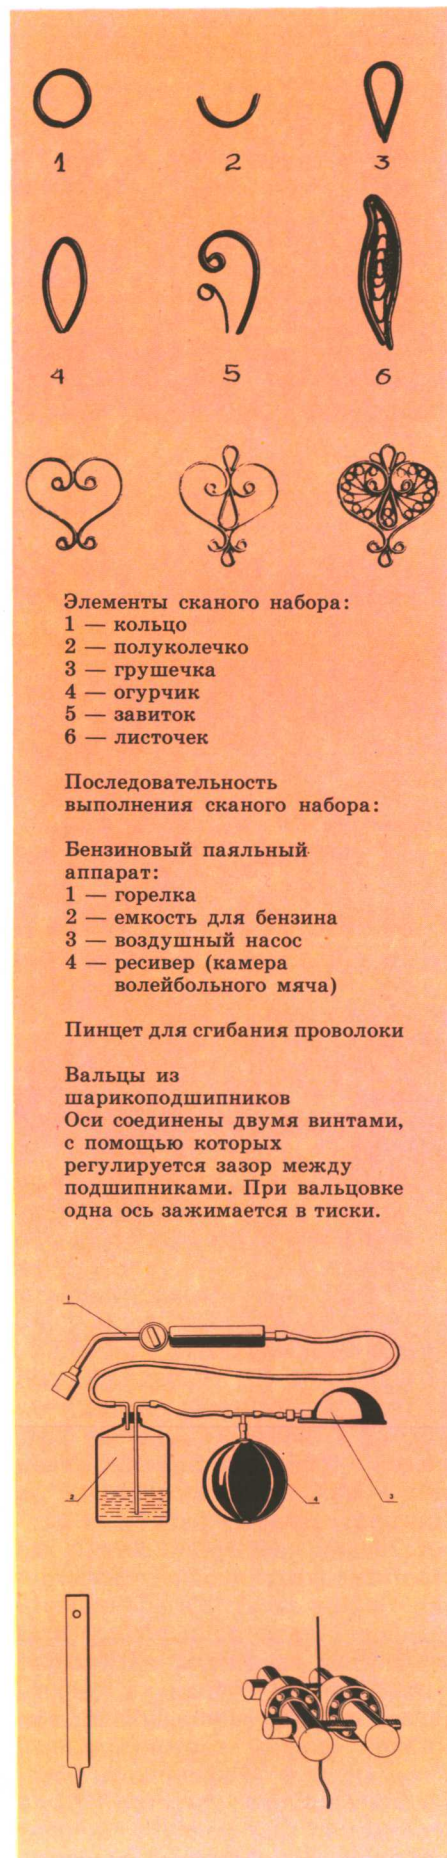 1
2
3
4
5
6
Элементы сканого набора:
1 — кольцо
2 — полуколечко
3 — грушечка
4 — огурчик
5 — завиток
6 — листочек
Последовательность
выполнения сканого набора:
Бензиновый паяльный
аппарат:
1 — горелка
2 — емкость для бензина
3 — воздушный насос
4 — ресивер (камера
волейбольного мяча)
Пинцет для сгибания проволоки
Вальцы из
шарикоподшипников
Оси соединены двумя винтами,
с помощью которых
регулируется зазор между
подшипниками. При вальцовке
одна ось зажимается в тиски.
1
2
4
3